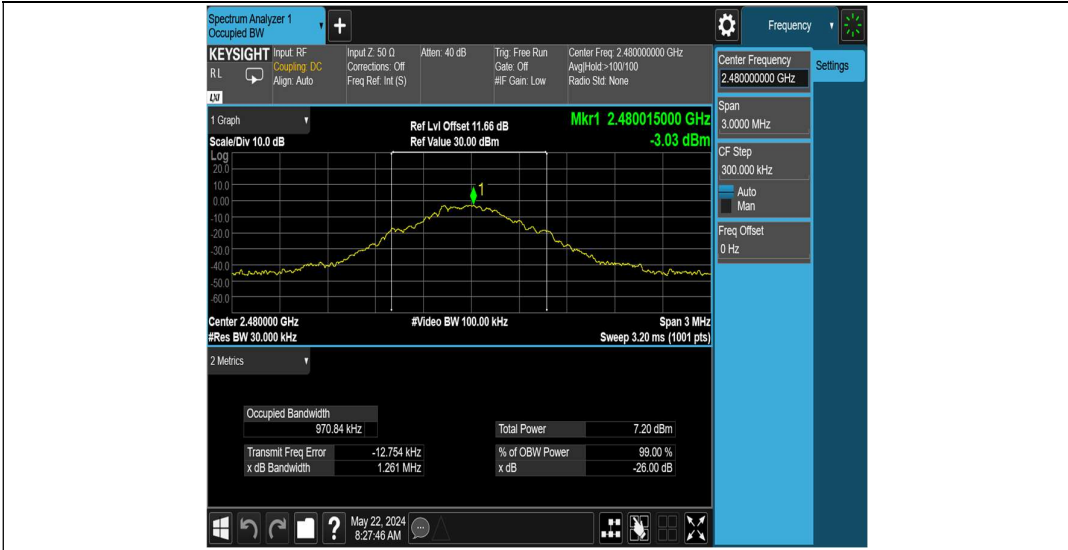 Spectrum Analyzer 1
Occupied BW
Frequency
KEYSIGHT
RL
LXI
Input: RF
Coupling: DC
Align: Auto
Input Z: 50 Ω
Corrections: Off
Freq Ref: Int (S)
Atten: 40 dB
Trig: Free Run
Gate: Off
#IF Gain: Low
Center Freq: 2.480000000 GHz
Avg|Hold:>100/100
Radio Std: None
Center Frequency
2.480000000 GHz
Settings
Span
3.0000 MHz
CF Step
300.000 kHz
Auto
Man
Freq Offset
0 Hz
1 Graph
Scale/Div 10.0 dB
Ref Lvl Offset 11.66 dB
Ref Value 30.00 dBm
Mkr1 2.480015000 GHz
-3.03 dBm
Log
20.0
10.0
0.00
-10.0
-20.0
-30.0
-40.0
-50.0
-60.0
1
Center 2.480000 GHz
#Video BW 100.00 kHz
Span 3 MHz
#Res BW 30.000 kHz
Sweep 3.20 ms (1001 pts)
2 Metrics
Occupied Bandwidth
970.84 kHz
Total Power 7.20 dBm
Transmit Freq Error -12.754 kHz
% of OBW Power 99.00 %
x dB Bandwidth 1.261 MHz
x dB -26.00 dB
?
May 22, 2024
8:27:46 AM